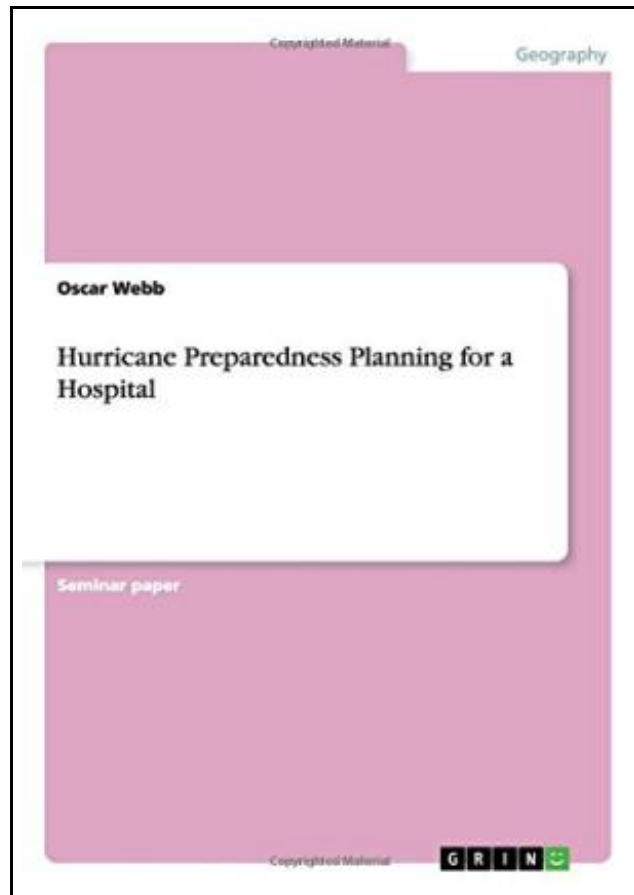 Copyrighted Material
Geography
Oscar Webb
Hurricane Preparedness Planning for a
Hospital
Seminar paper
Copyrighted Material
GRIN